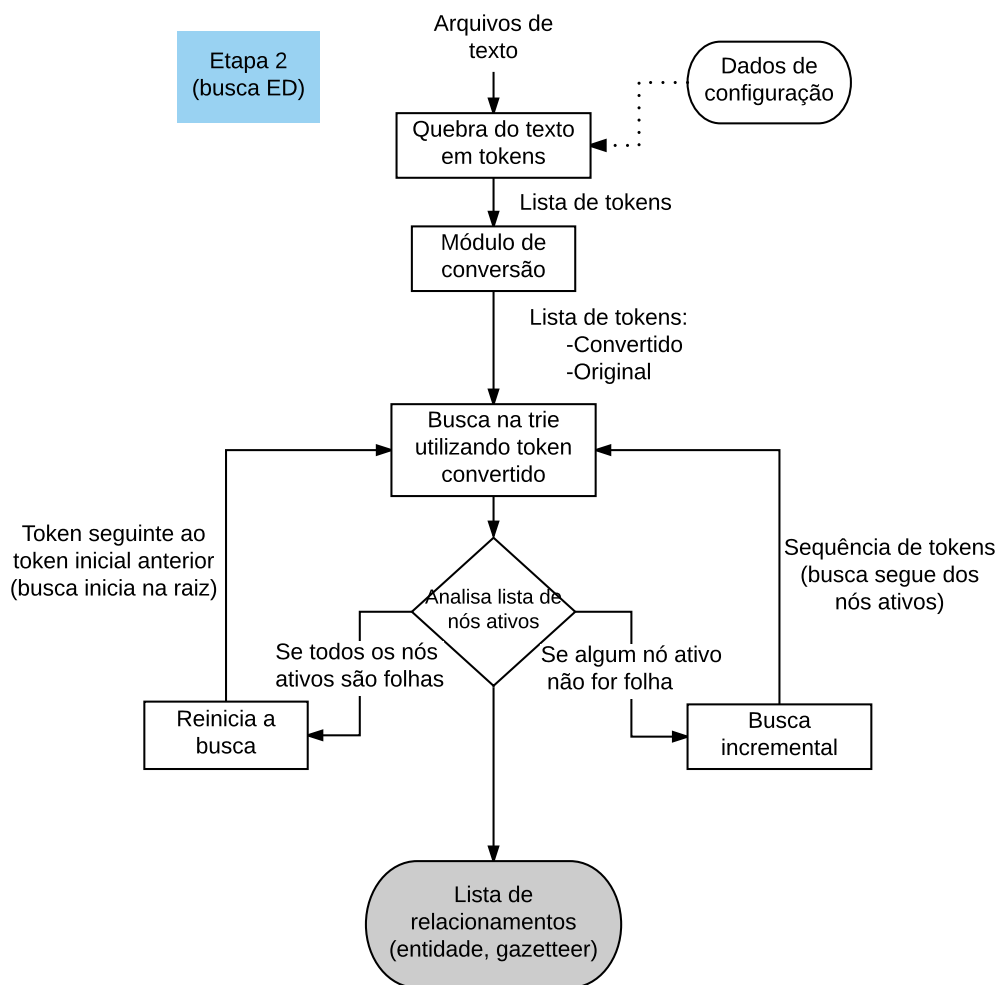 Arquivos de
texto
Etapa 2
(busca ED)
Dados de
configuração
Quebra do texto
em tokens
Lista de tokens
Módulo de
conversão
Lista de tokens:
-Convertido
-Original
Busca na trie
utilizando token
convertido
Token seguinte ao
token inicial anterior
(busca inicia na raiz)
Sequência de tokens
(busca segue dos
nós ativos)
Analisa lista de
nós ativos
Se todos os nós
ativos são folhas
Se algum nó ativo
não for folha
Reinicia a
busca
Busca
incremental
Lista de
relacionamentos
(entidade, gazetteer)